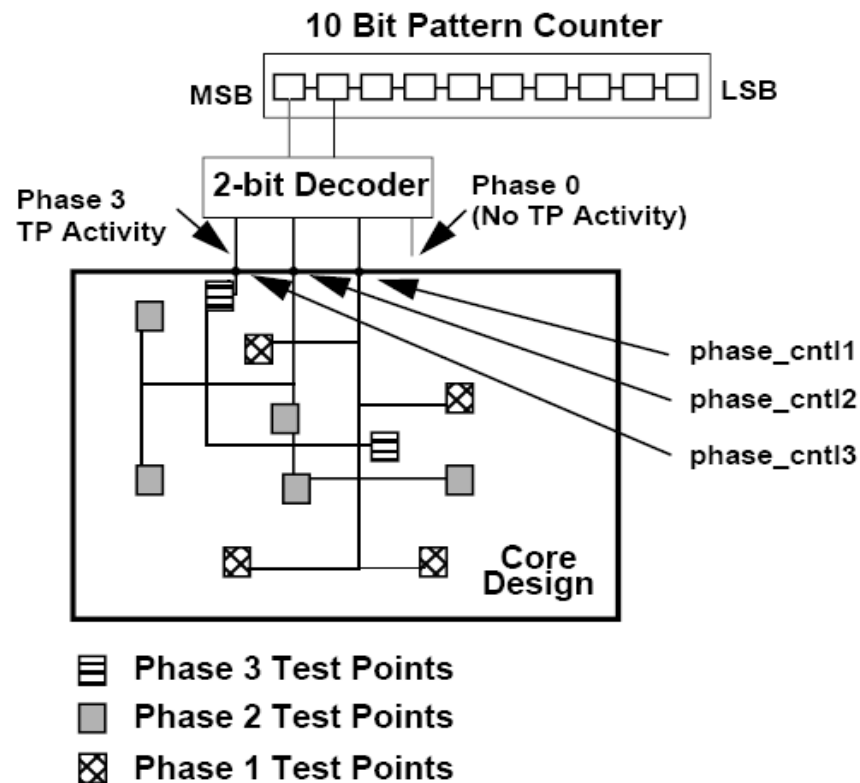 10 Bit Pattern Counter
MSB
LSB
2-bit Decoder
Phase 3
TP Activity
Phase 0
(No TP Activity)
phase_cntl1
phase_cntl2
phase_cntl3
Core
Design
Phase 3 Test Points
Phase 2 Test Points
Phase 1 Test Points